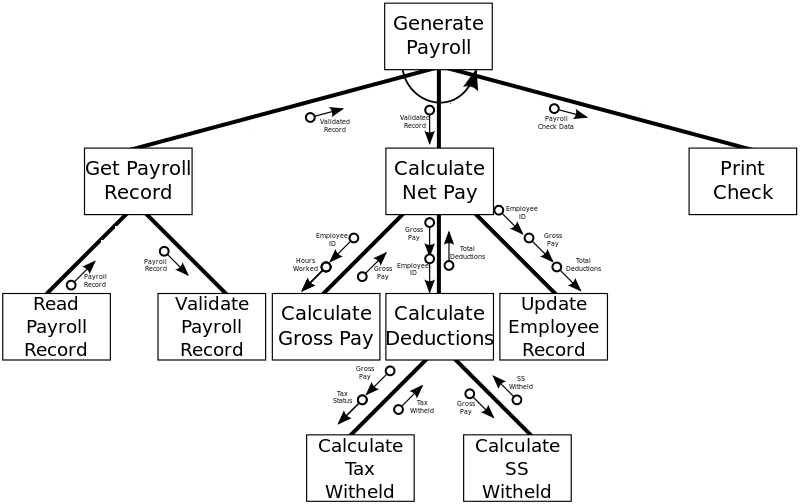 Generate
Payroll
Validated
Record
Validated
Record
Payroll
Check Data
Get Payroll
Record
Calculate
Net Pay
Print
Check
Payroll
Record
Payroll
Record
Employee
ID
Hours
Worked
Gross
Pay
Gross
Pay
Employee
ID
Total
Deductions
Employee
ID
Gross
Pay
Total
Deductions
Read
Payroll
Record
Validate
Payroll
Record
Calculate
Gross Pay
Calculate
Deductions
Update
Employee
Record
Gross
Pay
Tax
Status
Tax
Witheld
Gross
Pay
SS
Witheld
Calculate
Tax
Witheld
Calculate
SS
Witheld